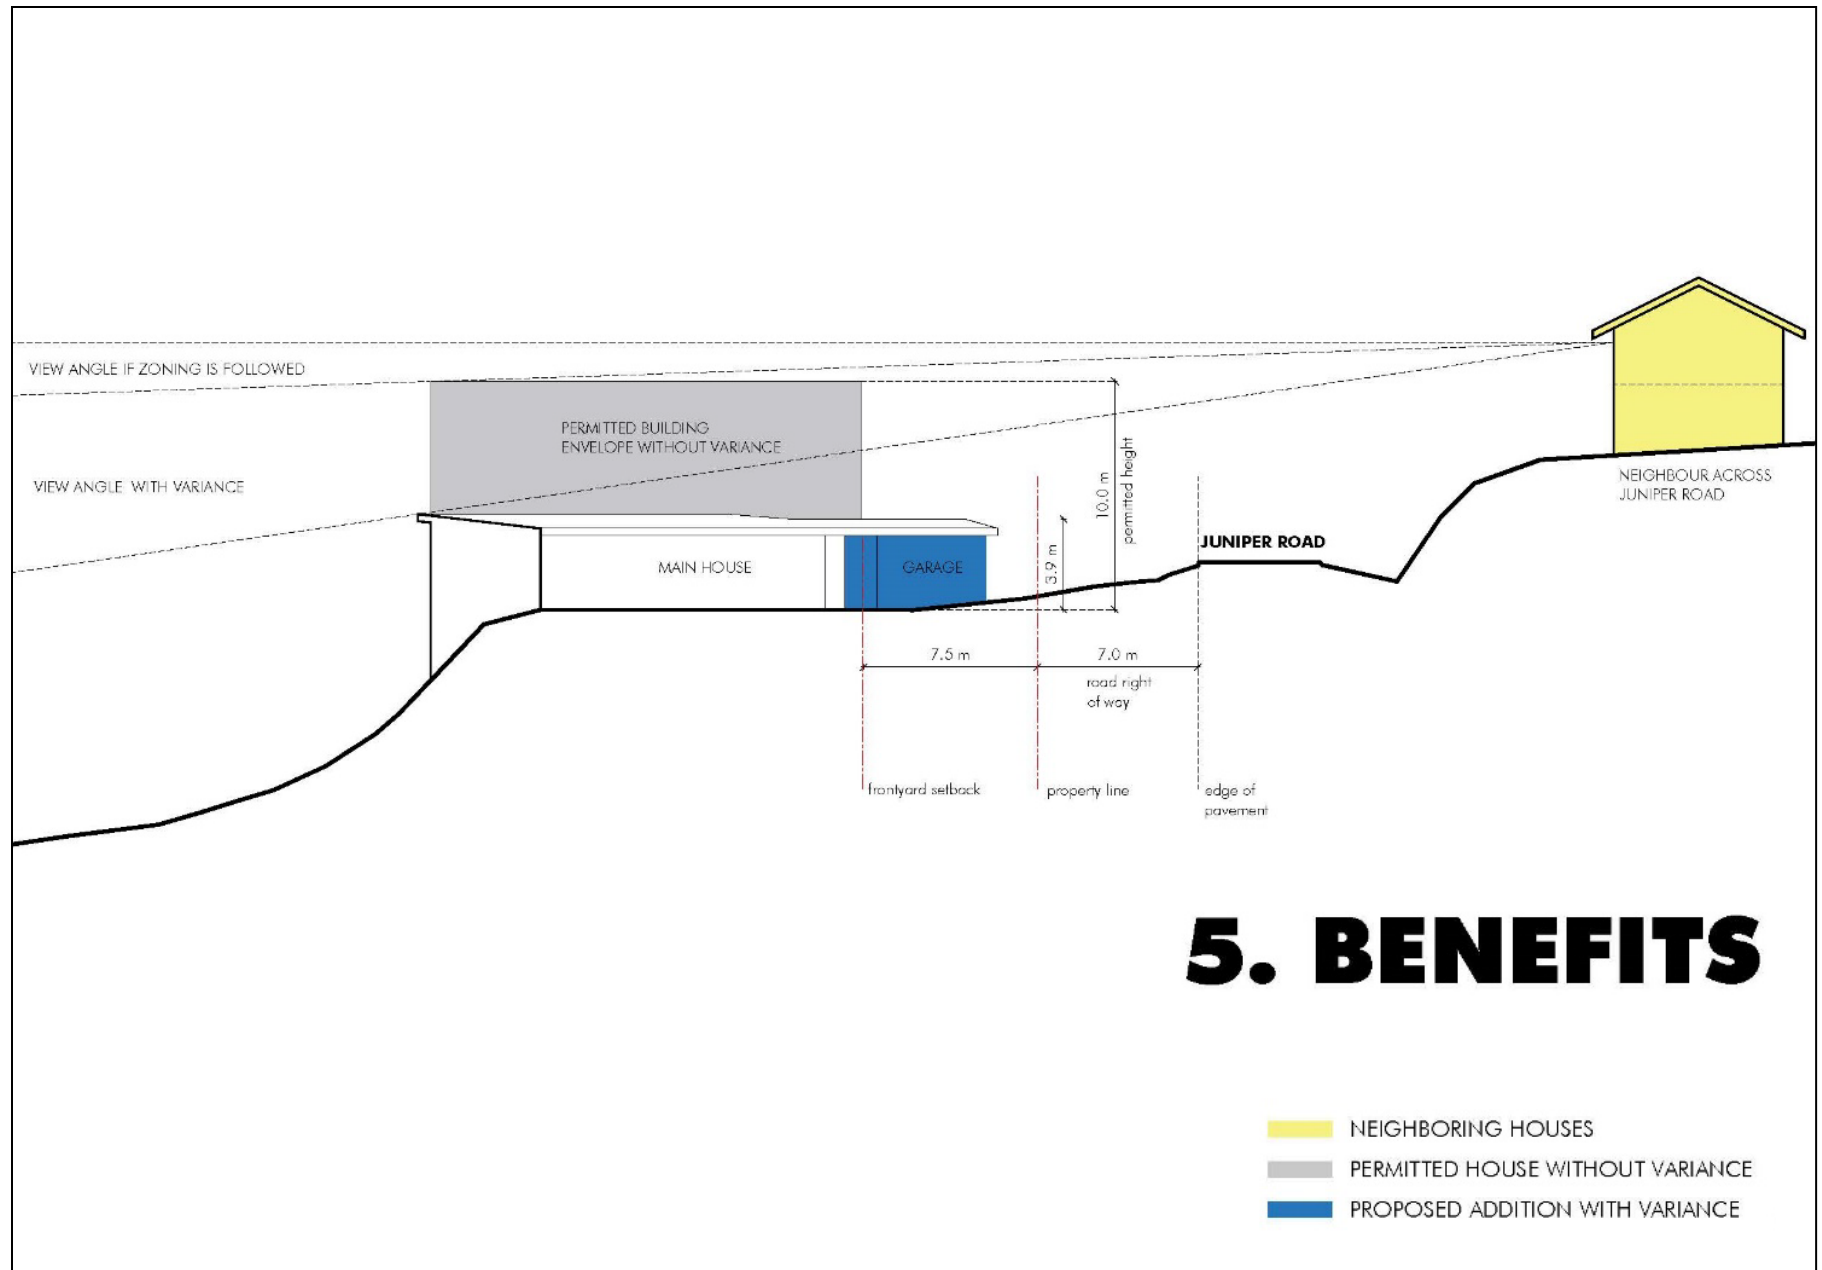 VIEW ANGLE IF ZONING IS FOLLOWED
PERMITTED BUILDING
ENVELOPE WITHOUT VARIANCE
VIEW ANGLE WITH VARIANCE
10.0 m
permitted height
NEIGHBOUR ACROSS
JUNIPER ROAD
JUNIPER ROAD
MAIN HOUSE
GARAGE
3.9 m
7.5 m
7.0 m
road right
of way
frontyard setback
property line
edge of
pavement
5. BENEFITS
NEIGHBORING HOUSES
PERMITTED HOUSE WITHOUT VARIANCE
PROPOSED ADDITION WITH VARIANCE